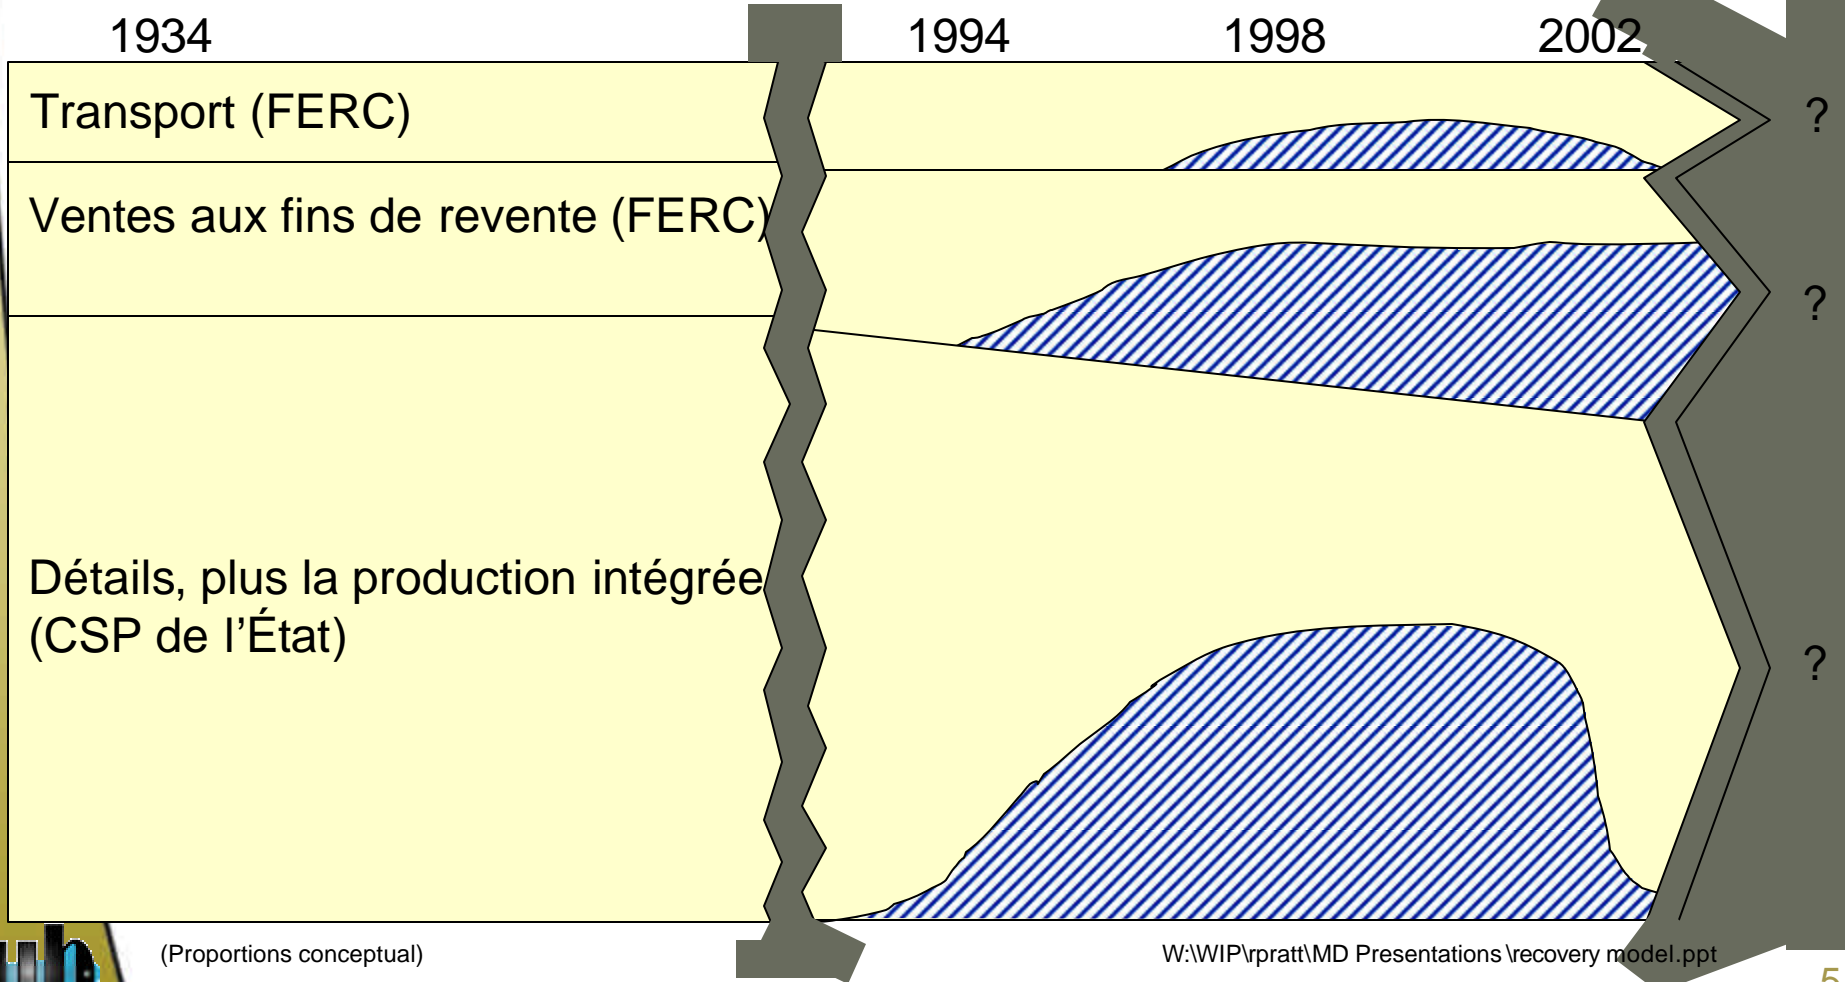 1934 1994 1998 2002
Transport (FERC)
?
Ventes aux fins de revente (FERC)
?
Détails, plus la production intégrée
(CSP de l'État)
?
(Proportions conceptual)
W:\WIP\rpratt\MD Presentations\recovery model.ppt
5